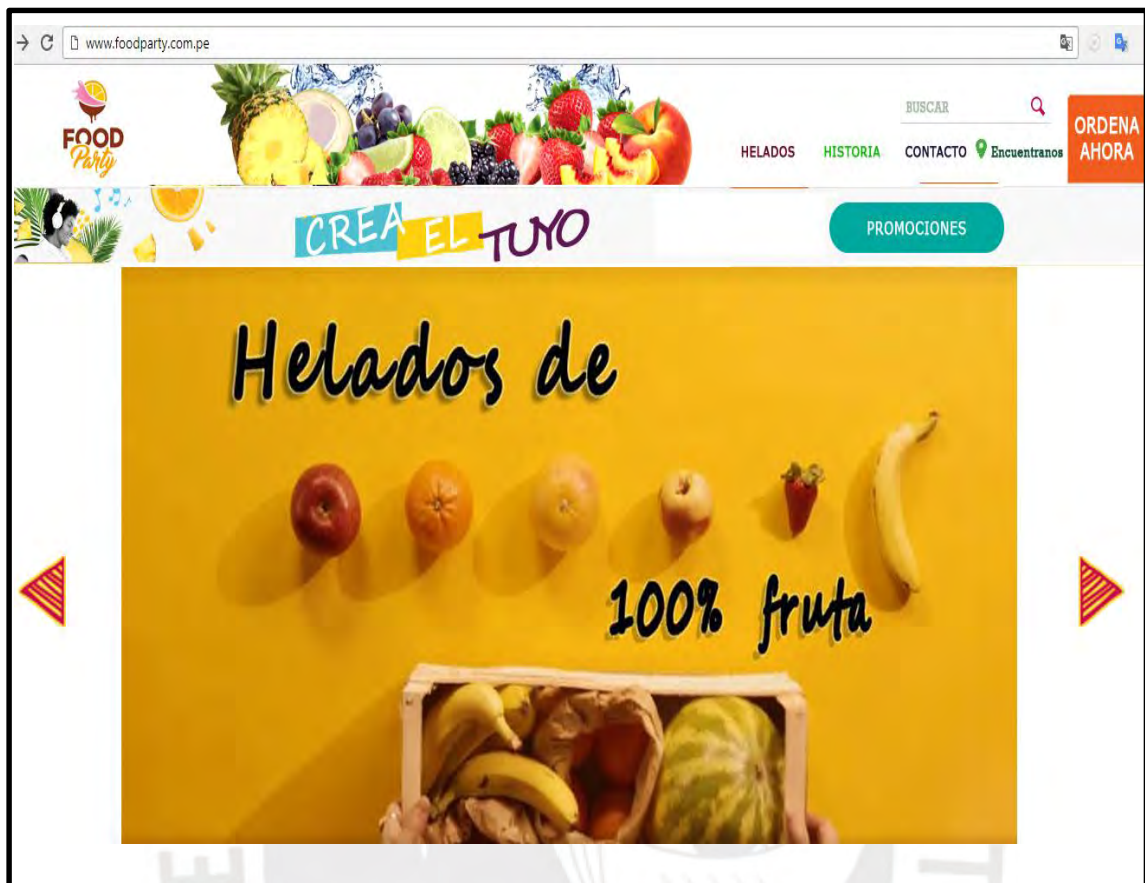 www.foodparty.com.pe
FOOD
Party
BUSCAR
HELADOS HISTORIA CONTACTO Encuentranos
ORDENA
AHORA
CREA EL TUYO
PROMOCIONES
Helados de
100% fruta